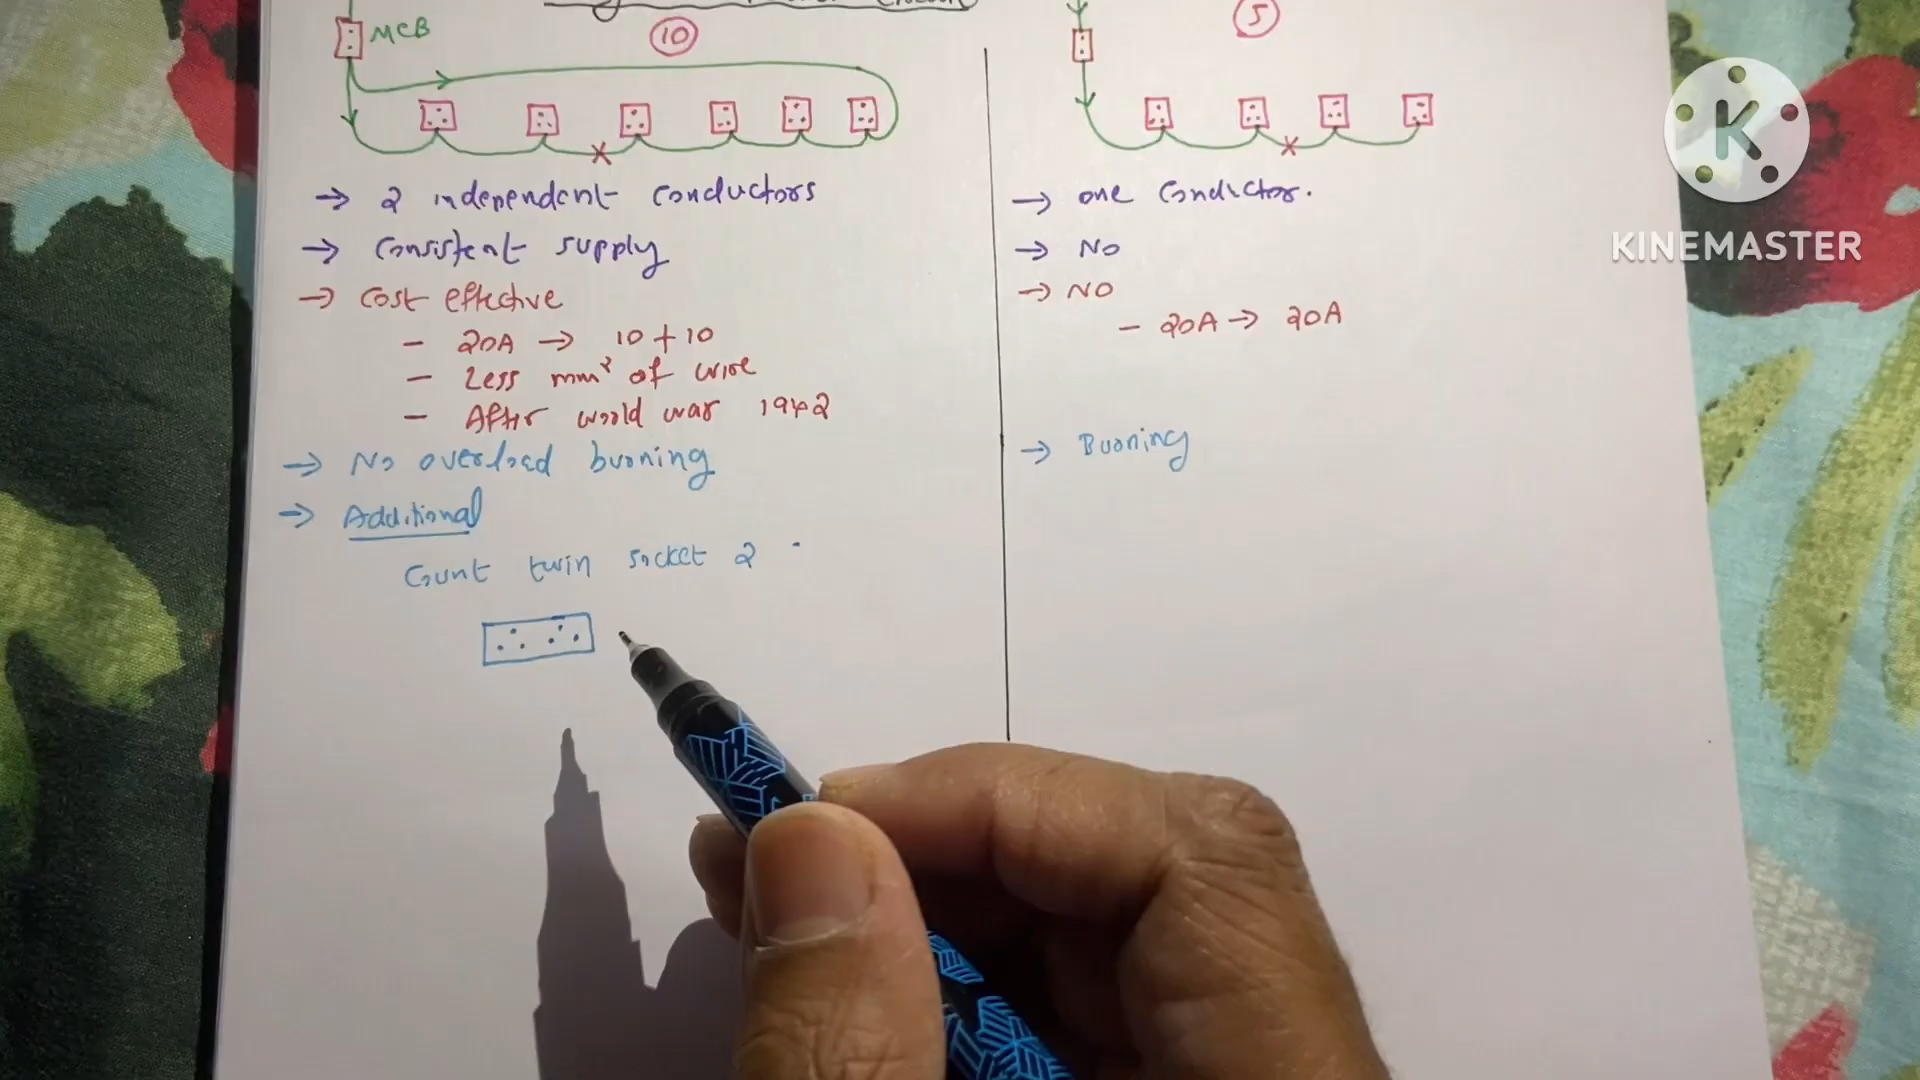 MCB
10
5
→ 2 independent conductors
→ one conductor.
→ Consistent supply
→ No
→ Cost effective
→ NO
- 20A → 10 + 10
- 20A → 20A
- Less mm² of wire
- After world war 1942
→ No overload burning
→ Burning
→ Additional
Count twin socket 2
KINEMASTER